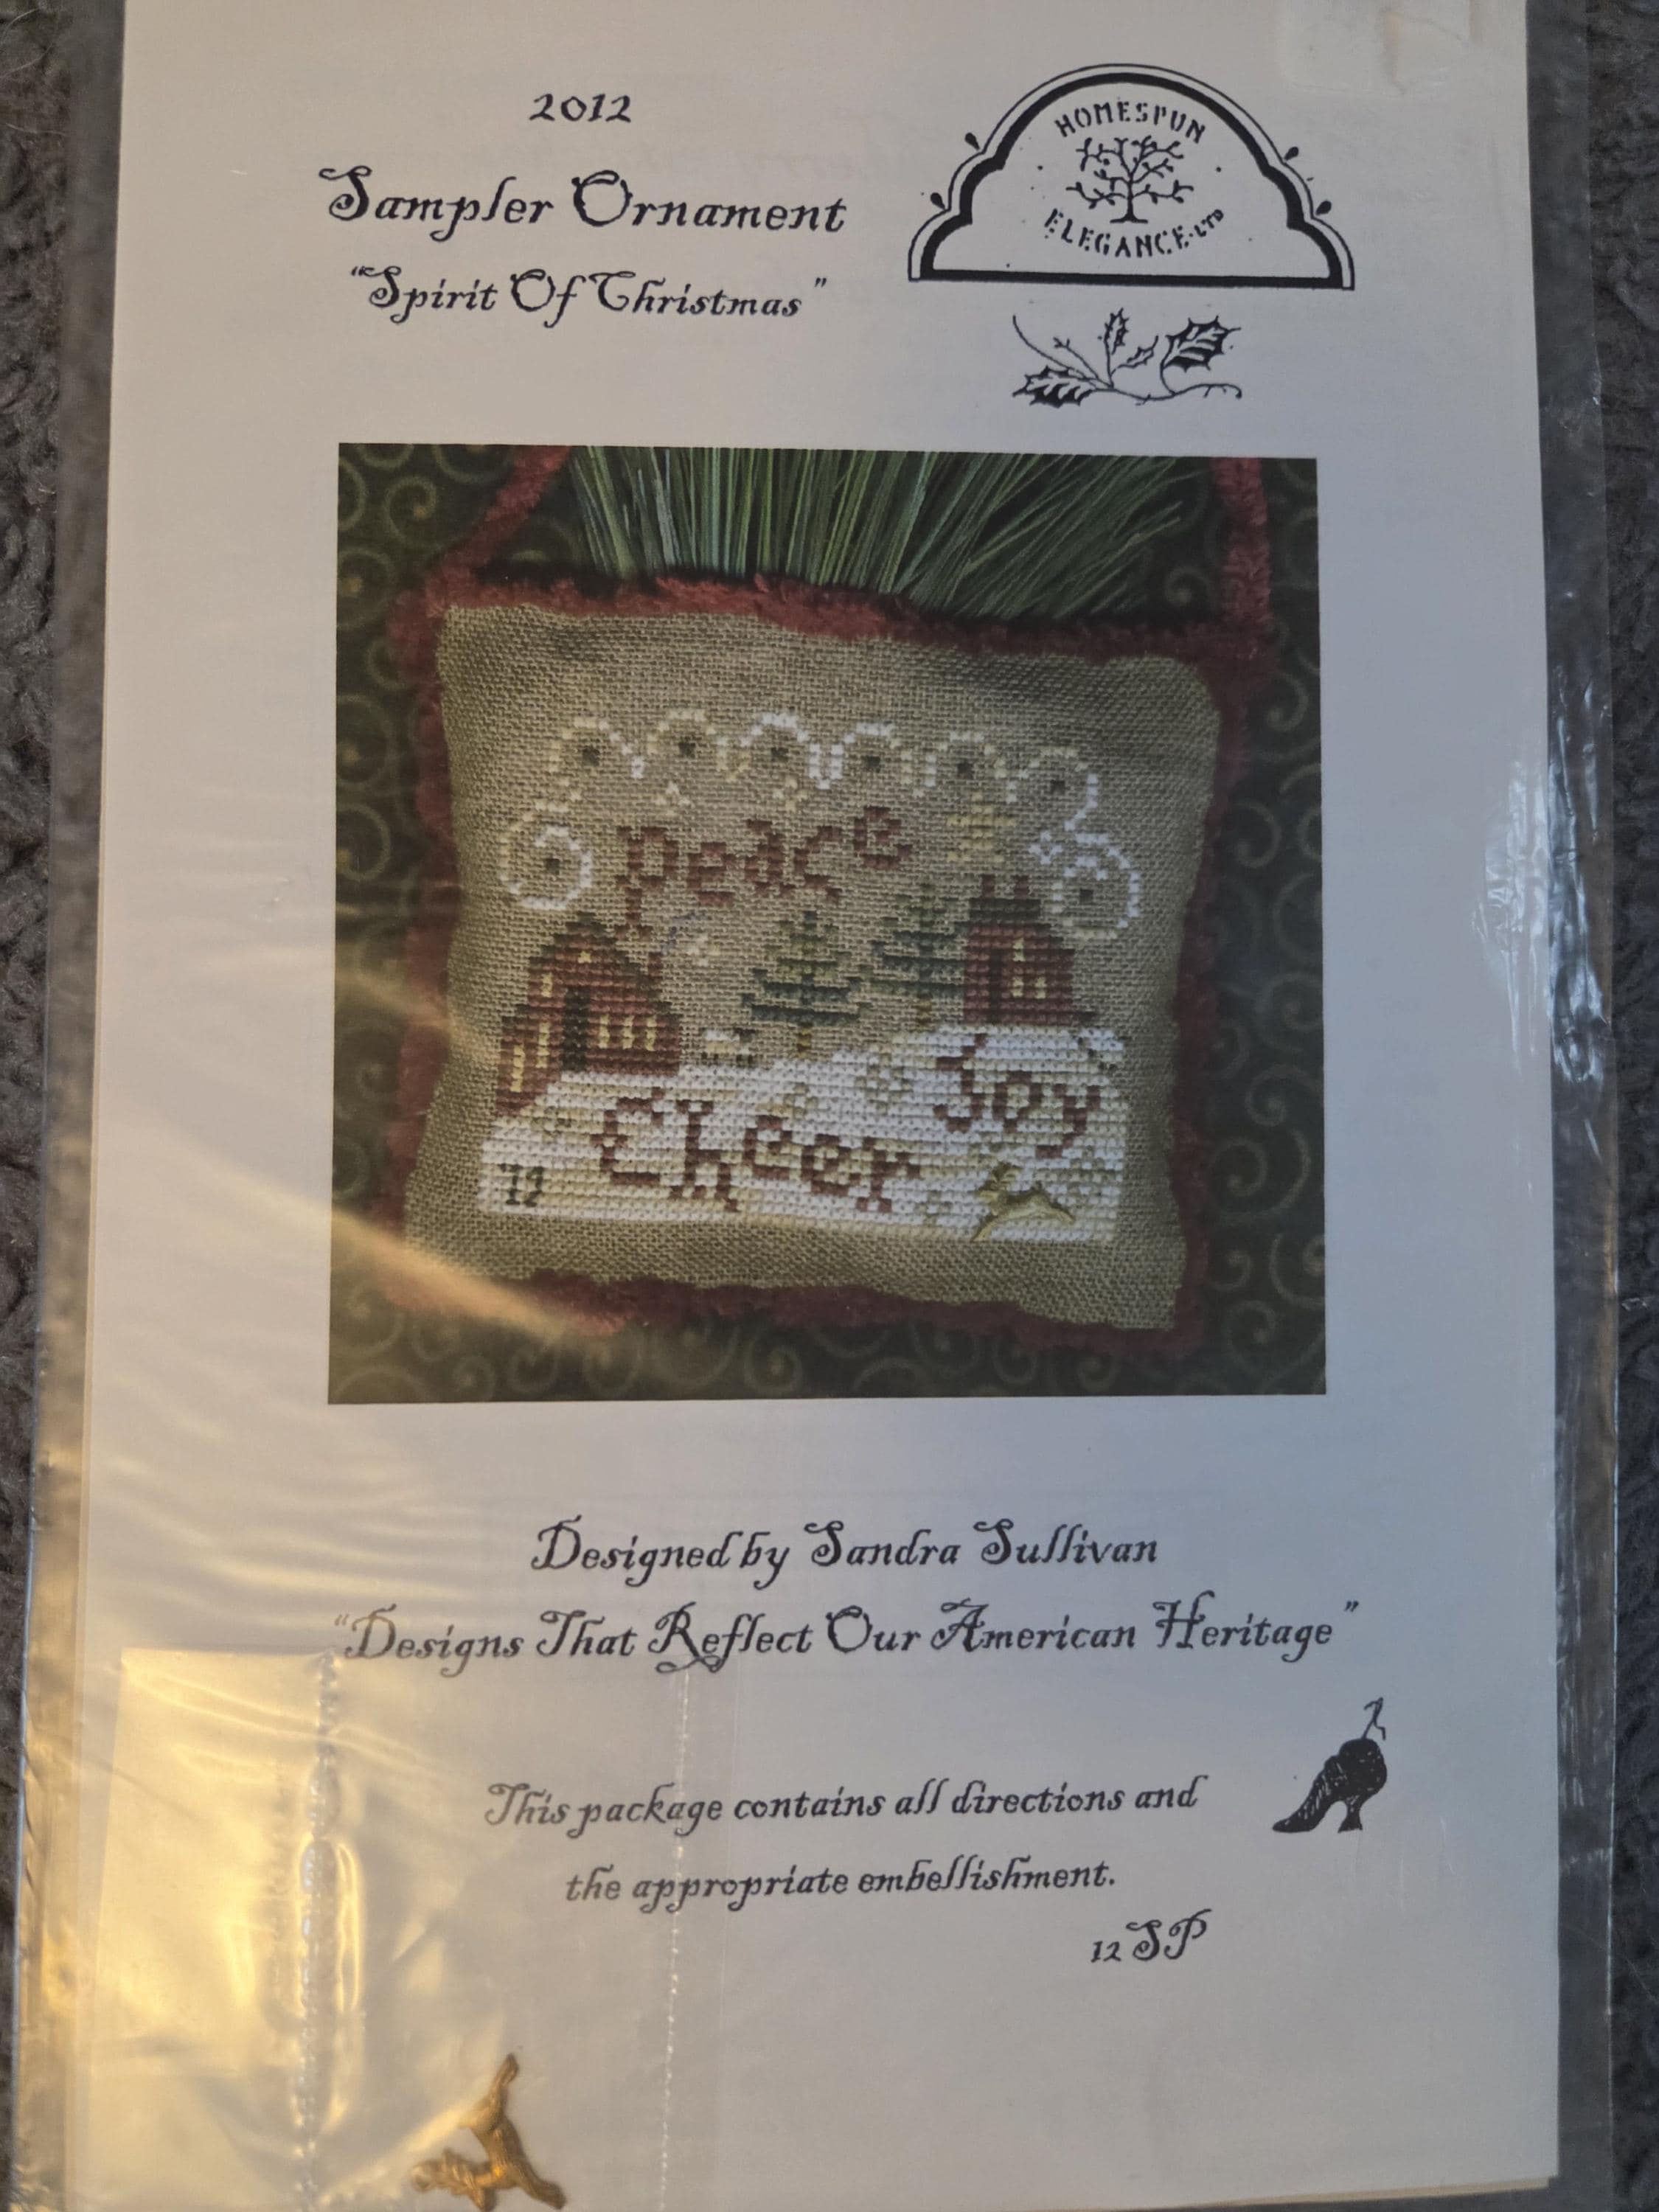 2012
Sampler Ornament
"Spirit Of Christmas"
HOMESPUN
ELEGANCE LTD
peace
Joy
Cheer
'12
Designed by Sandra Sullivan
"Designs That Reflect Our American Heritage"
This package contains all directions and
the appropriate embellishment.
12SP